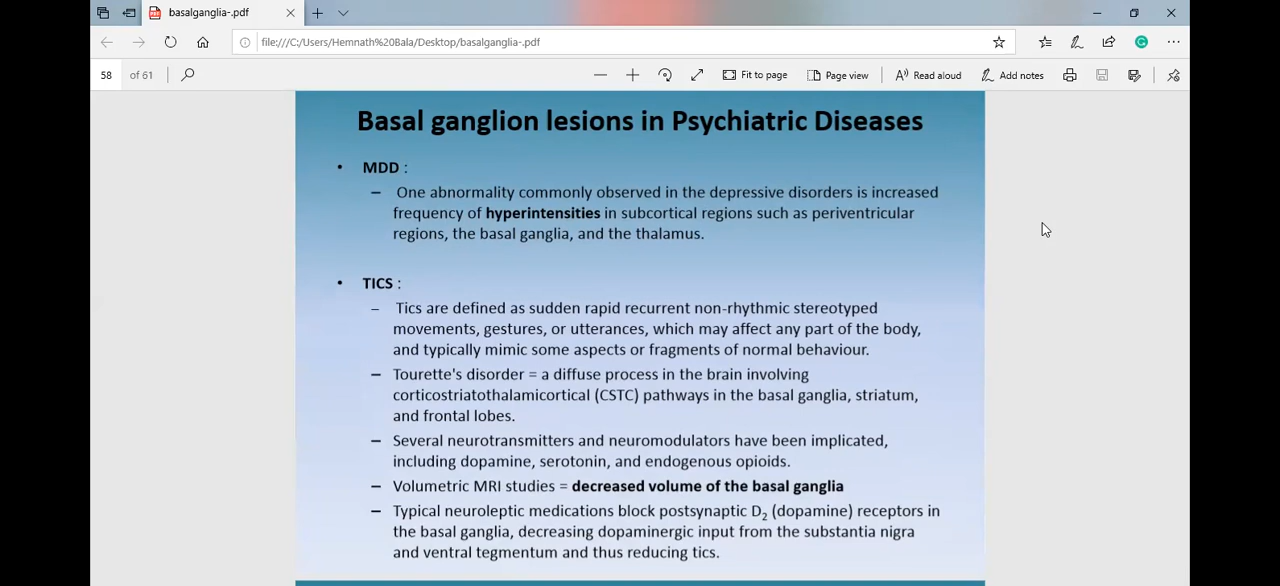 basalganglia-.pdf
file:///C:/Users/Hemnath%20Bala/Desktop/basalganglia-.pdf
58 of 61
Fit to page
Page view
Read aloud
Add notes
Basal ganglion lesions in Psychiatric Diseases
• MDD :
– One abnormality commonly observed in the depressive disorders is increased
frequency of hyperintensities in subcortical regions such as periventricular
regions, the basal ganglia, and the thalamus.
• TICS :
– Tics are defined as sudden rapid recurrent non-rhythmic stereotyped
movements, gestures, or utterances, which may affect any part of the body,
and typically mimic some aspects or fragments of normal behaviour.
– Tourette's disorder = a diffuse process in the brain involving
corticostriatothalamicortical (CSTC) pathways in the basal ganglia, striatum,
and frontal lobes.
– Several neurotransmitters and neuromodulators have been implicated,
including dopamine, serotonin, and endogenous opioids.
– Volumetric MRI studies = decreased volume of the basal ganglia
– Typical neuroleptic medications block postsynaptic D2 (dopamine) receptors in
the basal ganglia, decreasing dopaminergic input from the substantia nigra
and ventral tegmentum and thus reducing tics.